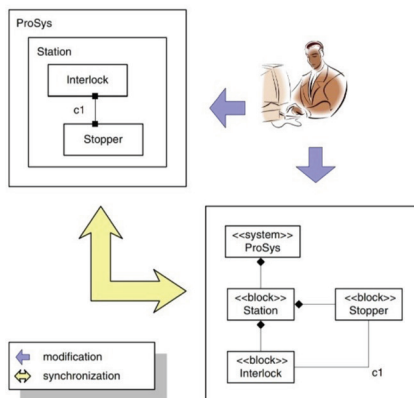 ProSys
Station
Interlock
c1
Stopper
<<system>>
ProSys
<<block>>
Station
<<block>>
Stopper
<<block>>
Interlock
c1
modification
synchronization